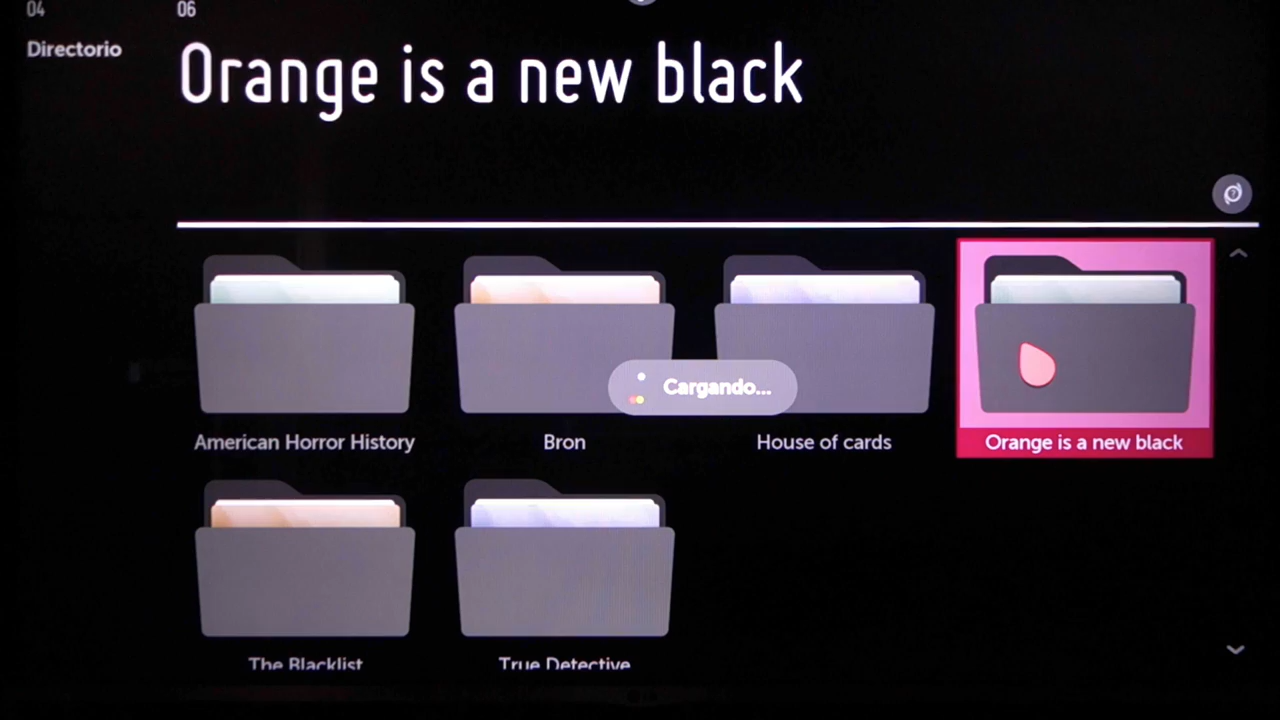 04
06
Directorio
Orange is a new black
American Horror History
Bron
House of cards
Orange is a new black
Cargando...
The Blacklist
True Detective